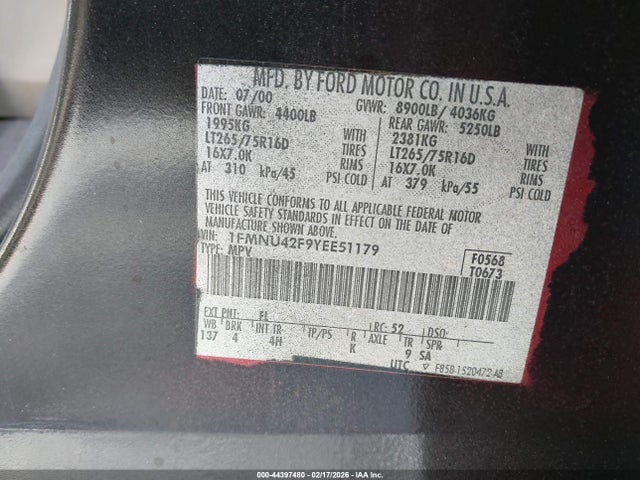 MFD. BY FORD MOTOR CO. IN U.S.A.
DATE: 07/00 GVWR: 8900LB/ 4036KG
FRONT GAWR: 4400LB REAR GAWR: 5250LB
1995KG WITH 2381KG WITH
LT265/75R16D TIRES LT265/75R16D TIRES
16X7.0K RIMS 16X7.0K RIMS
AT 310 kPa/45 PSI COLD AT 379 kPa/55 PSI COLD
THIS VEHICLE CONFORMS TO ALL APPLICABLE FEDERAL MOTOR
VEHICLE SAFETY STANDARDS IN EFFECT ON THE DATE OF
MANUFACTURE SHOWN ABOVE.
VIN: 1FMNU42F9YEE51179 F0568
TYPE: MPV T0673
EXT PNT: FL RC: 52 DSO:
WB BRK INT TR TP/PS R AXLE TR SPR
137 4 4H K 9 SA
UTC F85B-1520472-AB
000-44397480 - 02/17/2026 - IAA Inc.